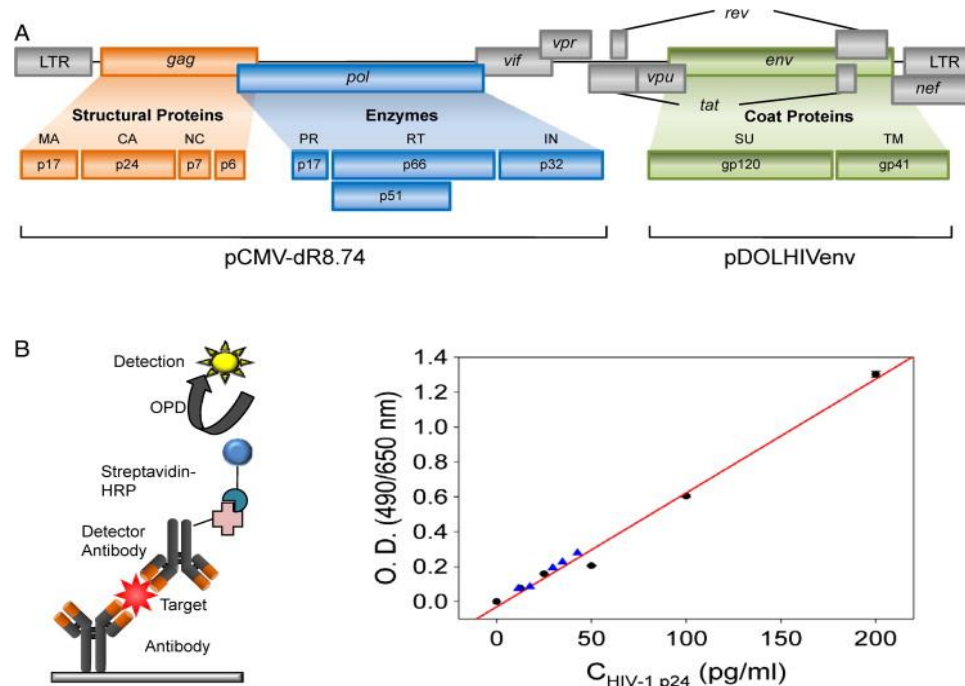 A
rev
LTR
gag
vif
vpr
env
LTR
pol
vpu
nef
tat
Structural Proteins
Enzymes
Coat Proteins
MA CA NC PR RT IN SU TM
p17 p24 p7 p6 p17 p66 p32 gp120 gp41
p51
pCMV-dR8.74 pDOLHIVenv
B
Detection
OPD
Streptavidin-
HRP
Detector
Antibody
Target
Antibody
O. D. (490/650 nm)
1.4
1.2
1.0
0.8
0.6
0.4
0.2
0.0
0 50 100 150 200
C HIV-1 p24 (pg/ml)